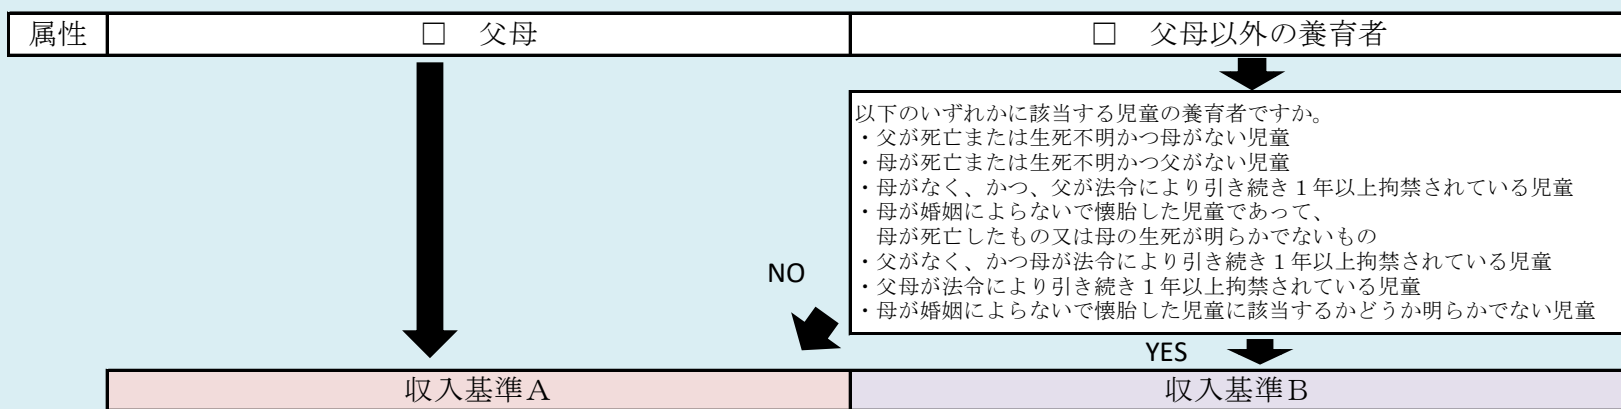 属性 □ 父母 □ 父母以外の養育者
以下のいずれかに該当する児童の養育者ですか。
・父が死亡または生死不明かつ母がない児童
・母が死亡または生死不明かつ父がない児童
・母がなく、かつ、父が法令により引き続き１年以上拘禁されている児童
・母が婚姻によらないで懐胎した児童であって、
母が死亡したもの又は母の生死が明らかでないもの
・父がなく、かつ母が法令により引き続き１年以上拘禁されている児童
・父母が法令により引き続き１年以上拘禁されている児童
・母が婚姻によらないで懐胎した児童に該当するかどうか明らかでない児童
NO
YES
収入基準Ａ 収入基準Ｂ